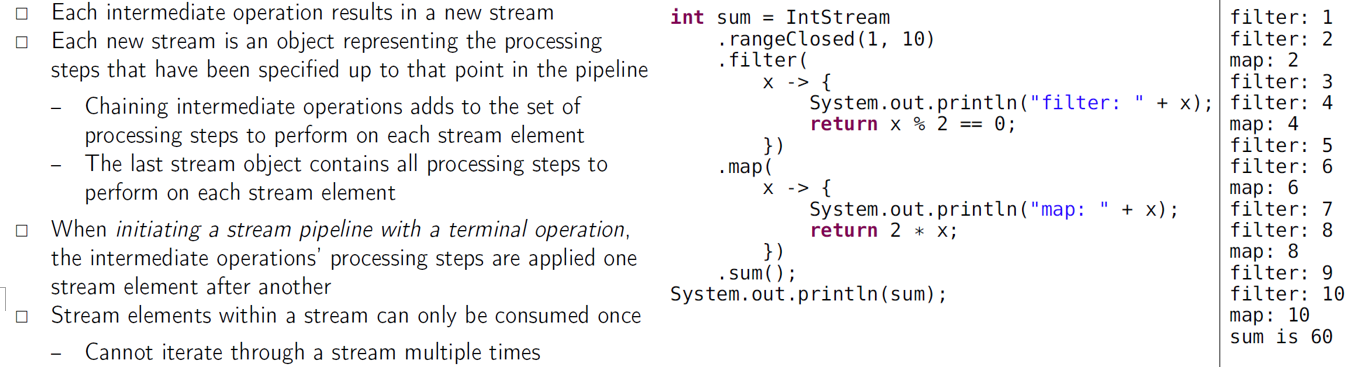 □ Each intermediate operation results in a new stream
□ Each new stream is an object representing the processing
steps that have been specified up to that point in the pipeline
– Chaining intermediate operations adds to the set of
processing steps to perform on each stream element
– The last stream object contains all processing steps to
perform on each stream element
□ When initiating a stream pipeline with a terminal operation,
the intermediate operations' processing steps are applied one
stream element after another
□ Stream elements within a stream can only be consumed once
– Cannot iterate through a stream multiple times
int sum = IntStream
    .rangeClosed(1, 10)
    .filter(
        x -> {
            System.out.println("filter: " + x);
            return x % 2 == 0;
        })
    .map(
        x -> {
            System.out.println("map: " + x);
            return 2 * x;
        })
    .sum();
System.out.println(sum);
filter: 1
filter: 2
map: 2
filter: 3
filter: 4
map: 4
filter: 5
filter: 6
map: 6
filter: 7
filter: 8
map: 8
filter: 9
filter: 10
map: 10
sum is 60